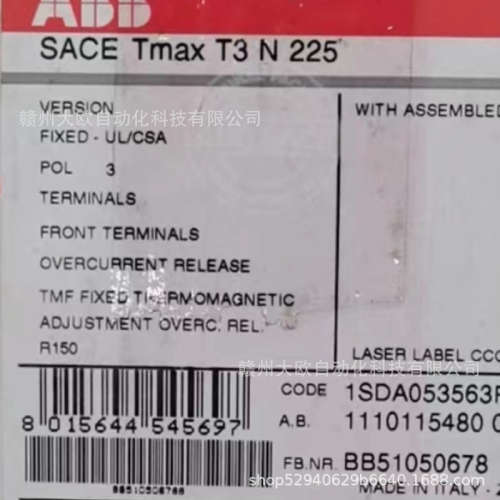 ABB
SACE Tmax T3 N 225
VERSION
WITH ASSEMBLED
赣州大欧自动化科技有限公司
FIXED - UL/CSA
POL 3
TERMINALS
FRONT TERMINALS
OVERCURRENT RELEASE
TMF FIXED THERMOMAGNETIC
ADJUSTMENT OVERC. REL.
R150
LASER LABEL CCC
赣州大欧自动化科技有限公司
CODE 1SDA053563R
A.B. 1110115480 0
8 015644 545697
FB.NR. BB51050678
shop52940629b6640.1688.com
MADE IN ITALY -